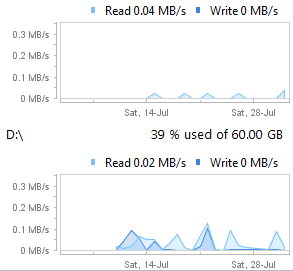 Read 0.04 MB/s Write 0 MB/s
0.3 MB/s
0.2 MB/s
0.1 MB/s
0 MB/s
Sat, 14-Jul Sat, 28-Jul
D:\ 39 % used of 60.00 GB
Read 0.02 MB/s Write 0 MB/s
0.3 MB/s
0.2 MB/s
0.1 MB/s
0 MB/s
Sat, 14-Jul Sat, 28-Jul